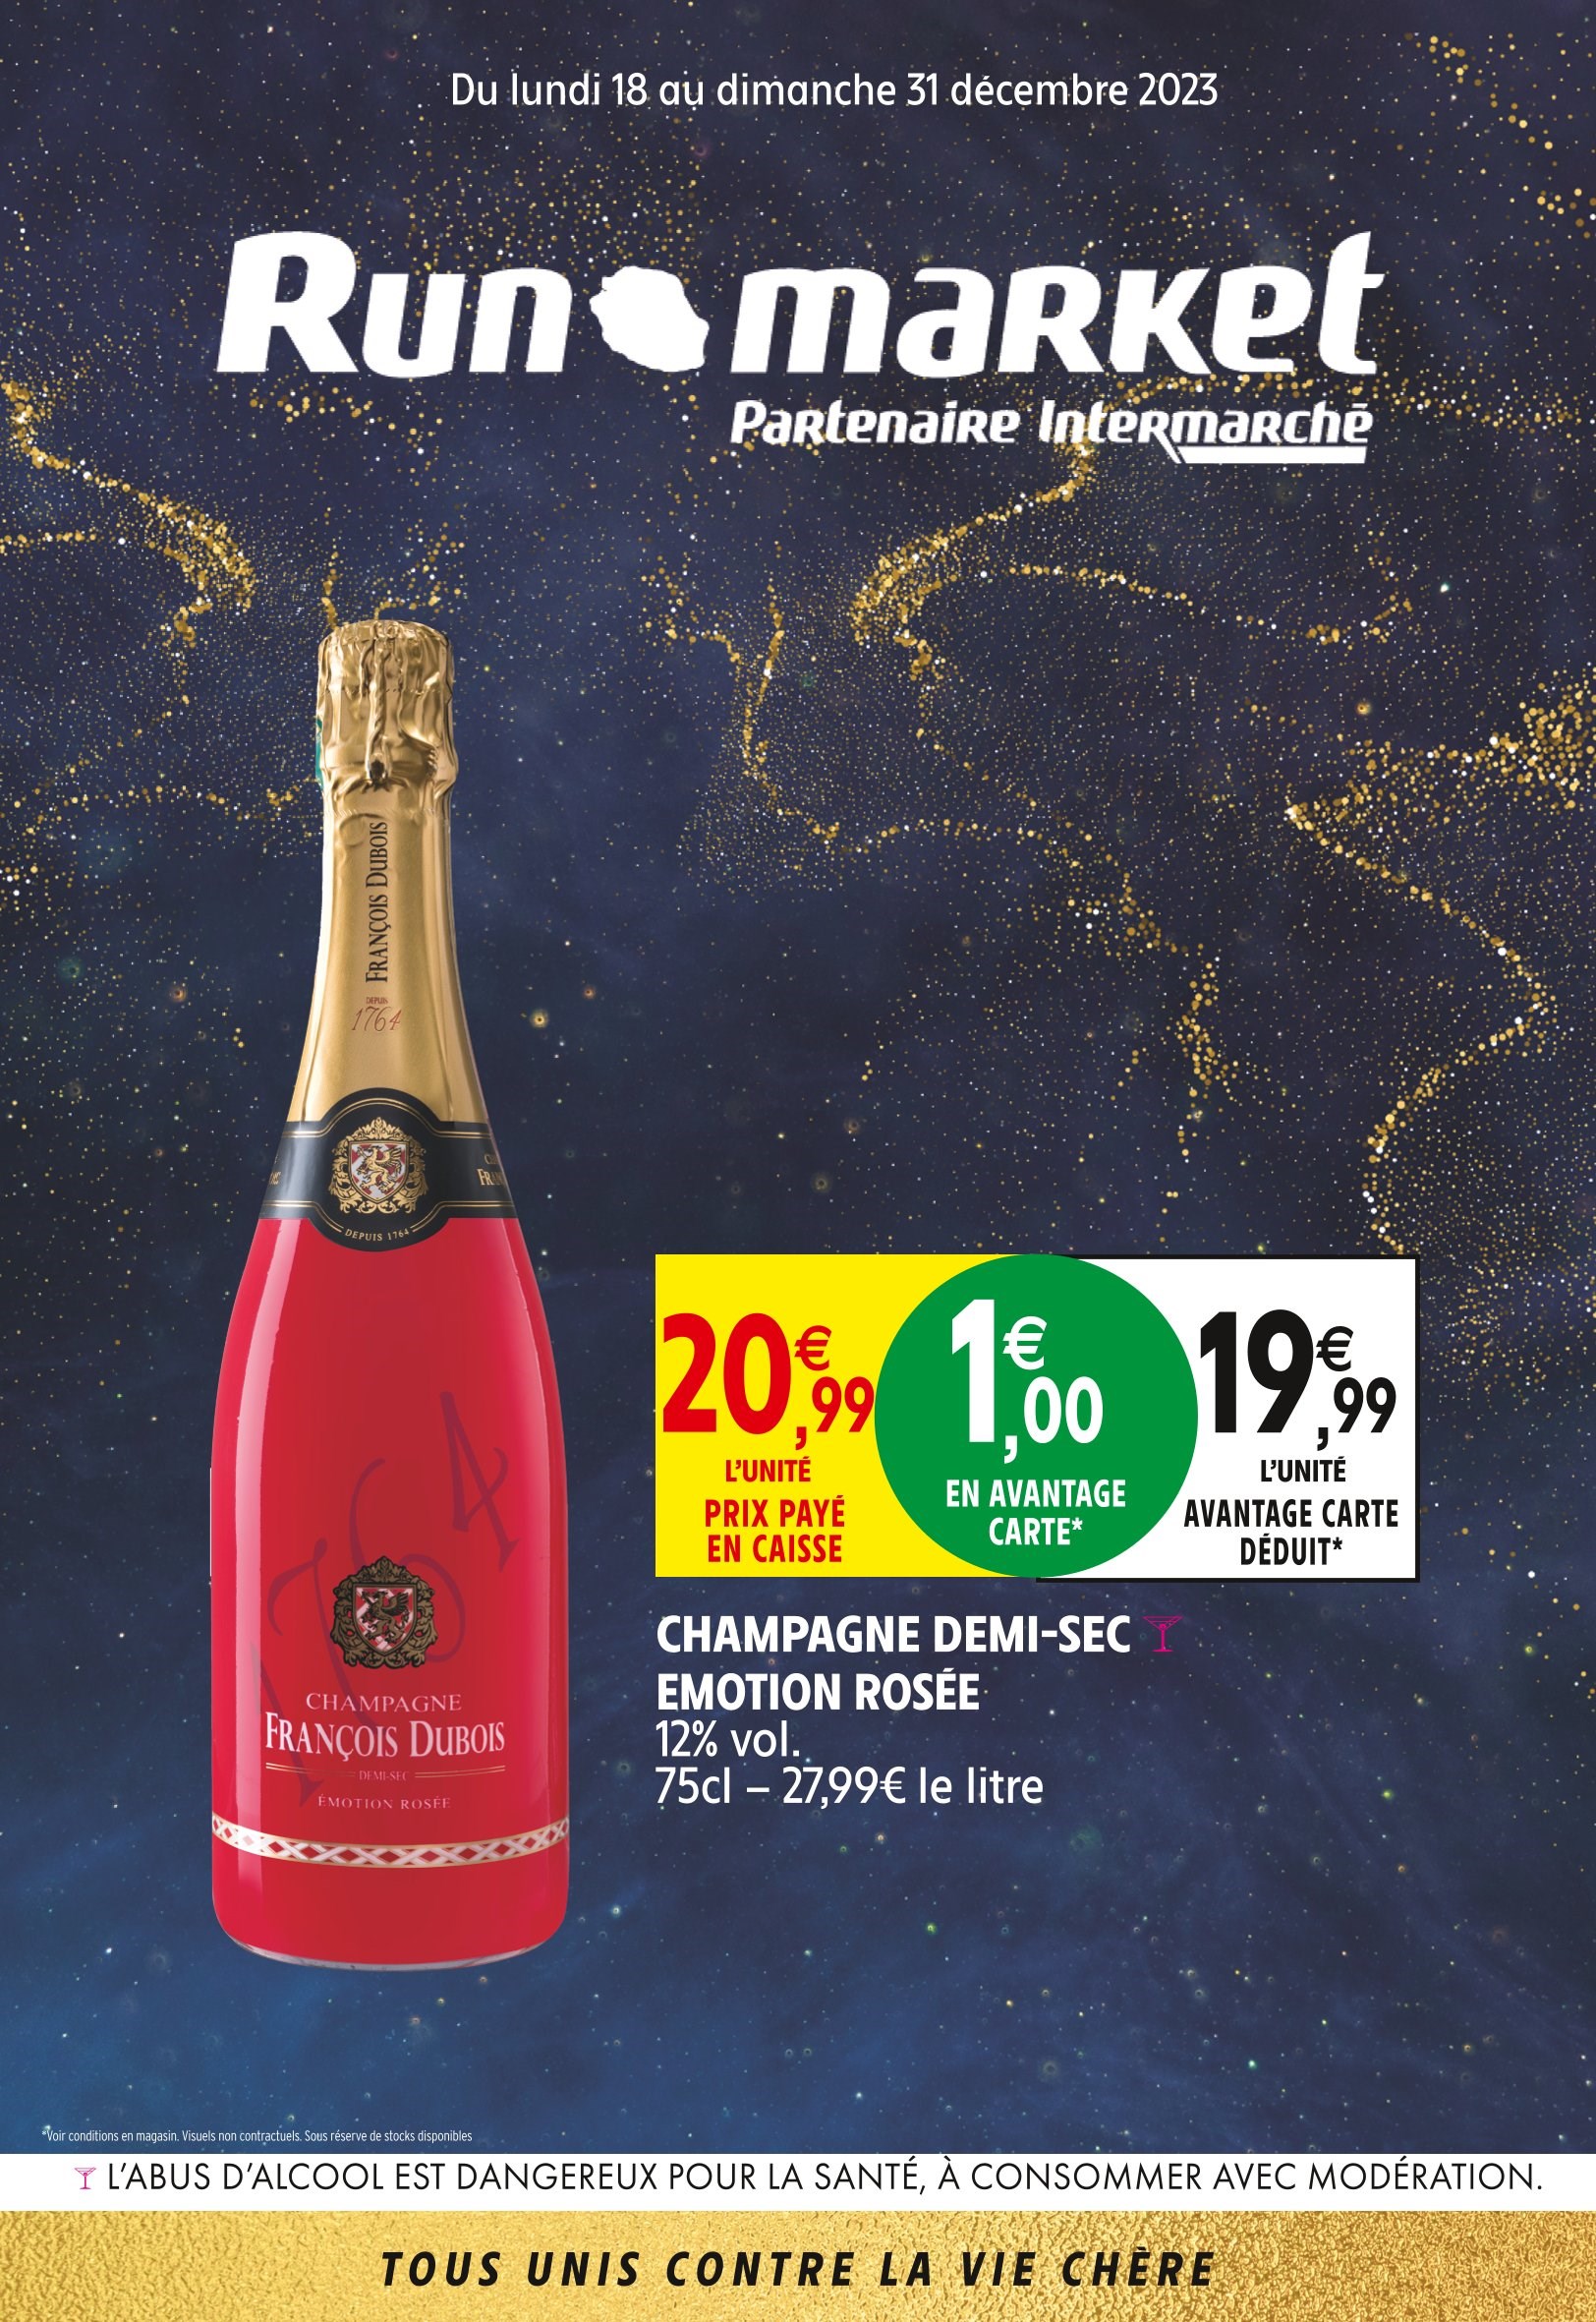 Du lundi 18 au dimanche 31 décembre 2023
Run market
Partenaire Intermarché
FRANÇOIS DUBOIS
DEPUIS
1764
DEPUIS 1764
1764
CHAMPAGNE
FRANÇOIS DUBOIS
DEMI-SEC
ÉMOTION ROSÉE
20€,99
L'UNITÉ
PRIX PAYÉ
EN CAISSE
1€,00
EN AVANTAGE
CARTE*
19€,99
L'UNITÉ
AVANTAGE CARTE
DÉDUIT*
CHAMPAGNE DEMI-SEC
EMOTION ROSÉE
12% vol.
75cl – 27,99€ le litre
*Voir conditions en magasin. Visuels non contractuels. Sous réserve de stocks disponibles
L'ABUS D'ALCOOL EST DANGEREUX POUR LA SANTÉ, À CONSOMMER AVEC MODÉRATION.
TOUS UNIS CONTRE LA VIE CHÈRE